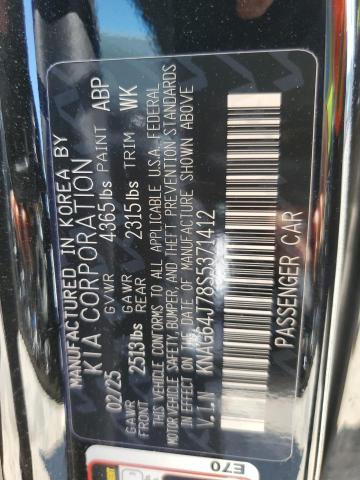 MANUFACTURED IN KOREA BY
KIA CORPORATION
02/25 GVWR 4365lbs PAINT ABP
GAWR FRONT 2513lbs GAWR REAR 2315lbs TRIM WK
THIS VEHICLE CONFORMS TO ALL APPLICABLE U.S.A. FEDERAL
MOTOR VEHICLE SAFETY, BUMPER, AND THEFT PREVENTION STANDARDS
IN EFFECT ON THE DATE OF MANUFACTURE SHOWN ABOVE
V.I.N KNAG64J78S5371412
PASSENGER CAR
E70